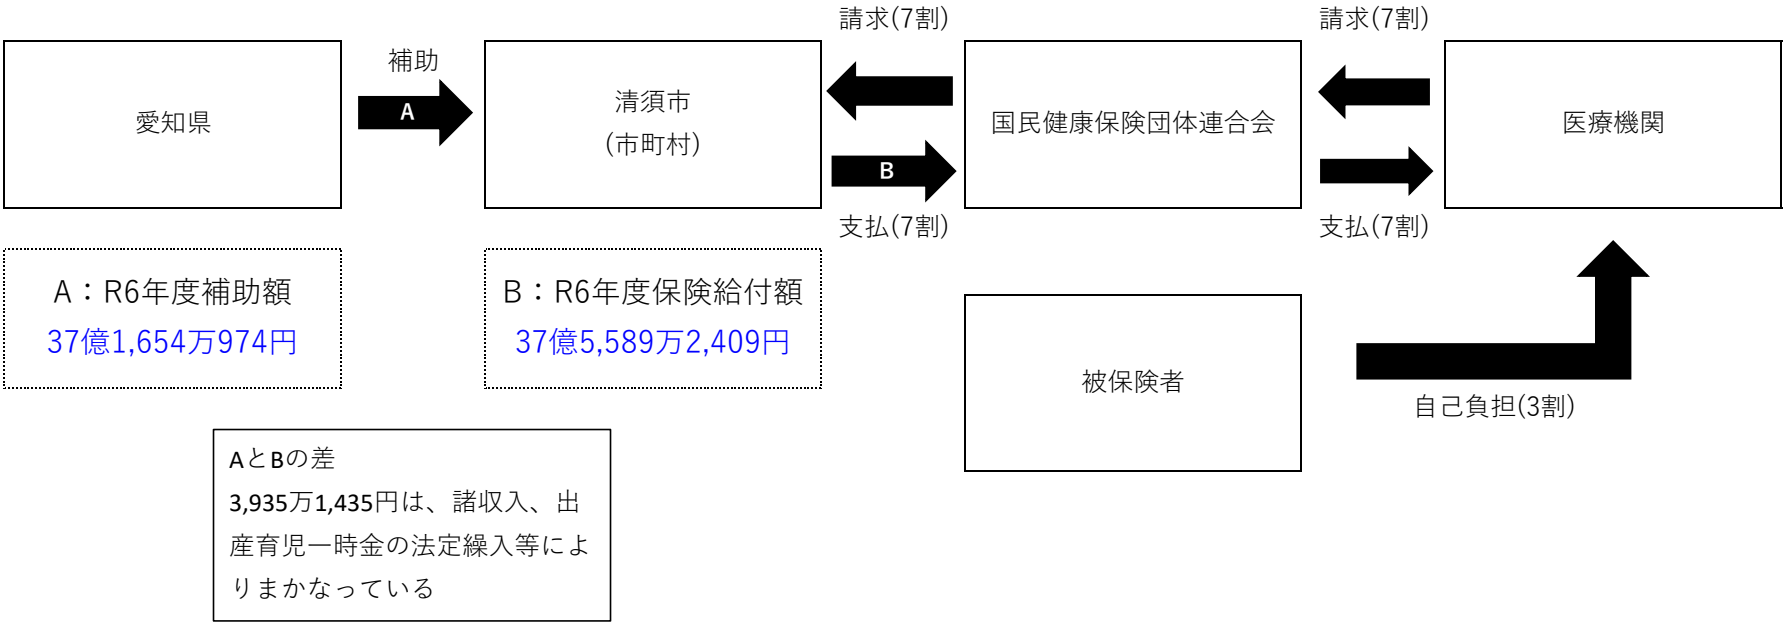 請求(7割)
請求(7割)
愛知県
補助
A
清須市
(市町村)
国民健康保険団体連合会
医療機関
B
支払(7割)
支払(7割)
A：R6年度補助額
37億1,654万974円
B：R6年度保険給付額
37億5,589万2,409円
被保険者
自己負担(3割)
AとBの差
3,935万1,435円は、諸収入、出
産育児一時金の法定繰入等によ
りまかなっている